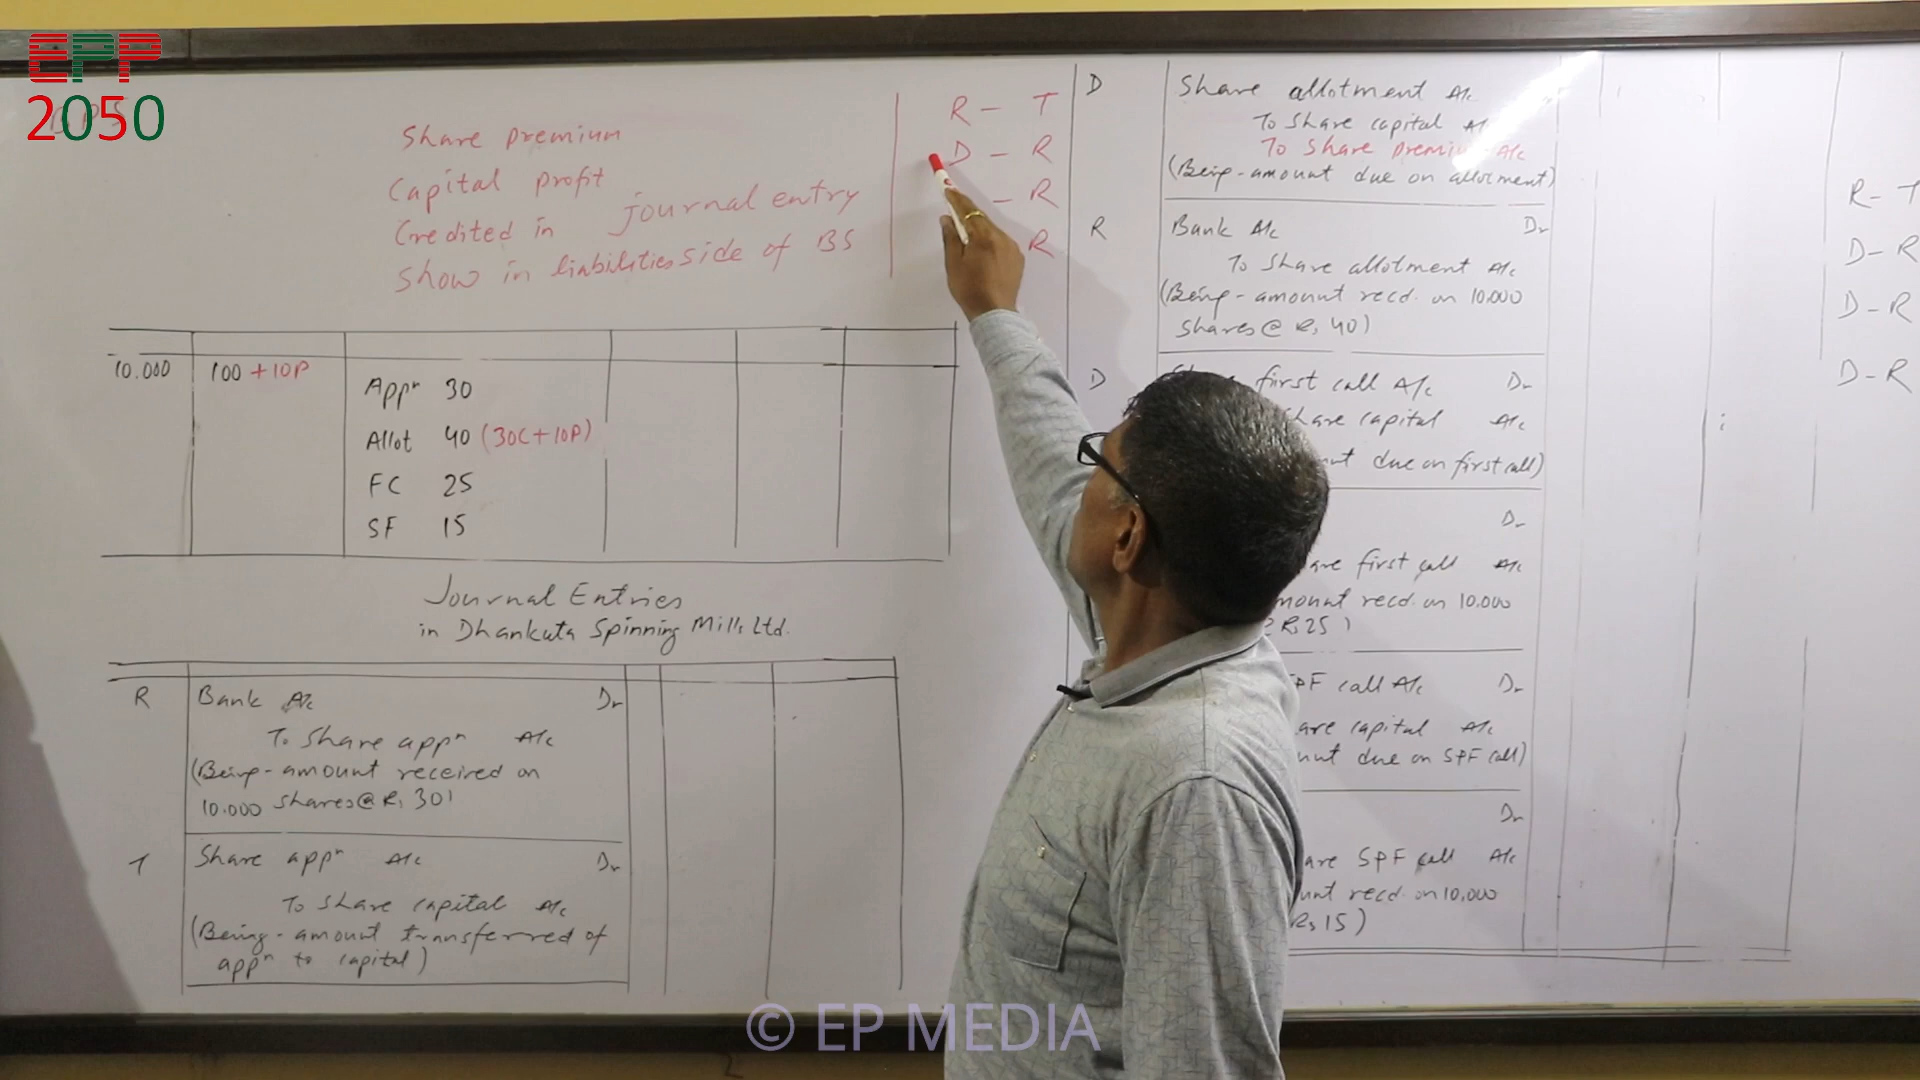 EPP
2050
Share premium
Capital profit
Credited in journal entry
Show in liabilities side of BS
R - T
D - R
- R
R
10.000 100 + 10P
Appⁿ 30
Allot 40 (30C + 10P)
FC 25
SF 15
Journal Entries
in Dhankuta Spinning Mills Ltd.
R Bank A/c Dr
To Share appⁿ A/c
(Being - amount received on
10.000 shares @ Rs 30)
T Share appⁿ A/c Dr
To Share capital A/c
(Being - amount transferred of
appⁿ to capital)
D Share allotment A/c
To Share capital A/c
To Share premium A/c
(Being - amount due on allotment)
R Bank A/c Dr
To Share allotment A/c
(Being - amount recd. on 10.000
shares @ Rs 40)
D first call A/c Dr
capital A/c
due on first call)
Dr
first call A/c
recd. on 10.000
Rs 25)
call A/c Dr
capital A/c
due on SPF call)
Dr
SPF call A/c
recd. on 10,000
Rs 15)
R - T
D - R
D - R
D - R
© EP MEDIA